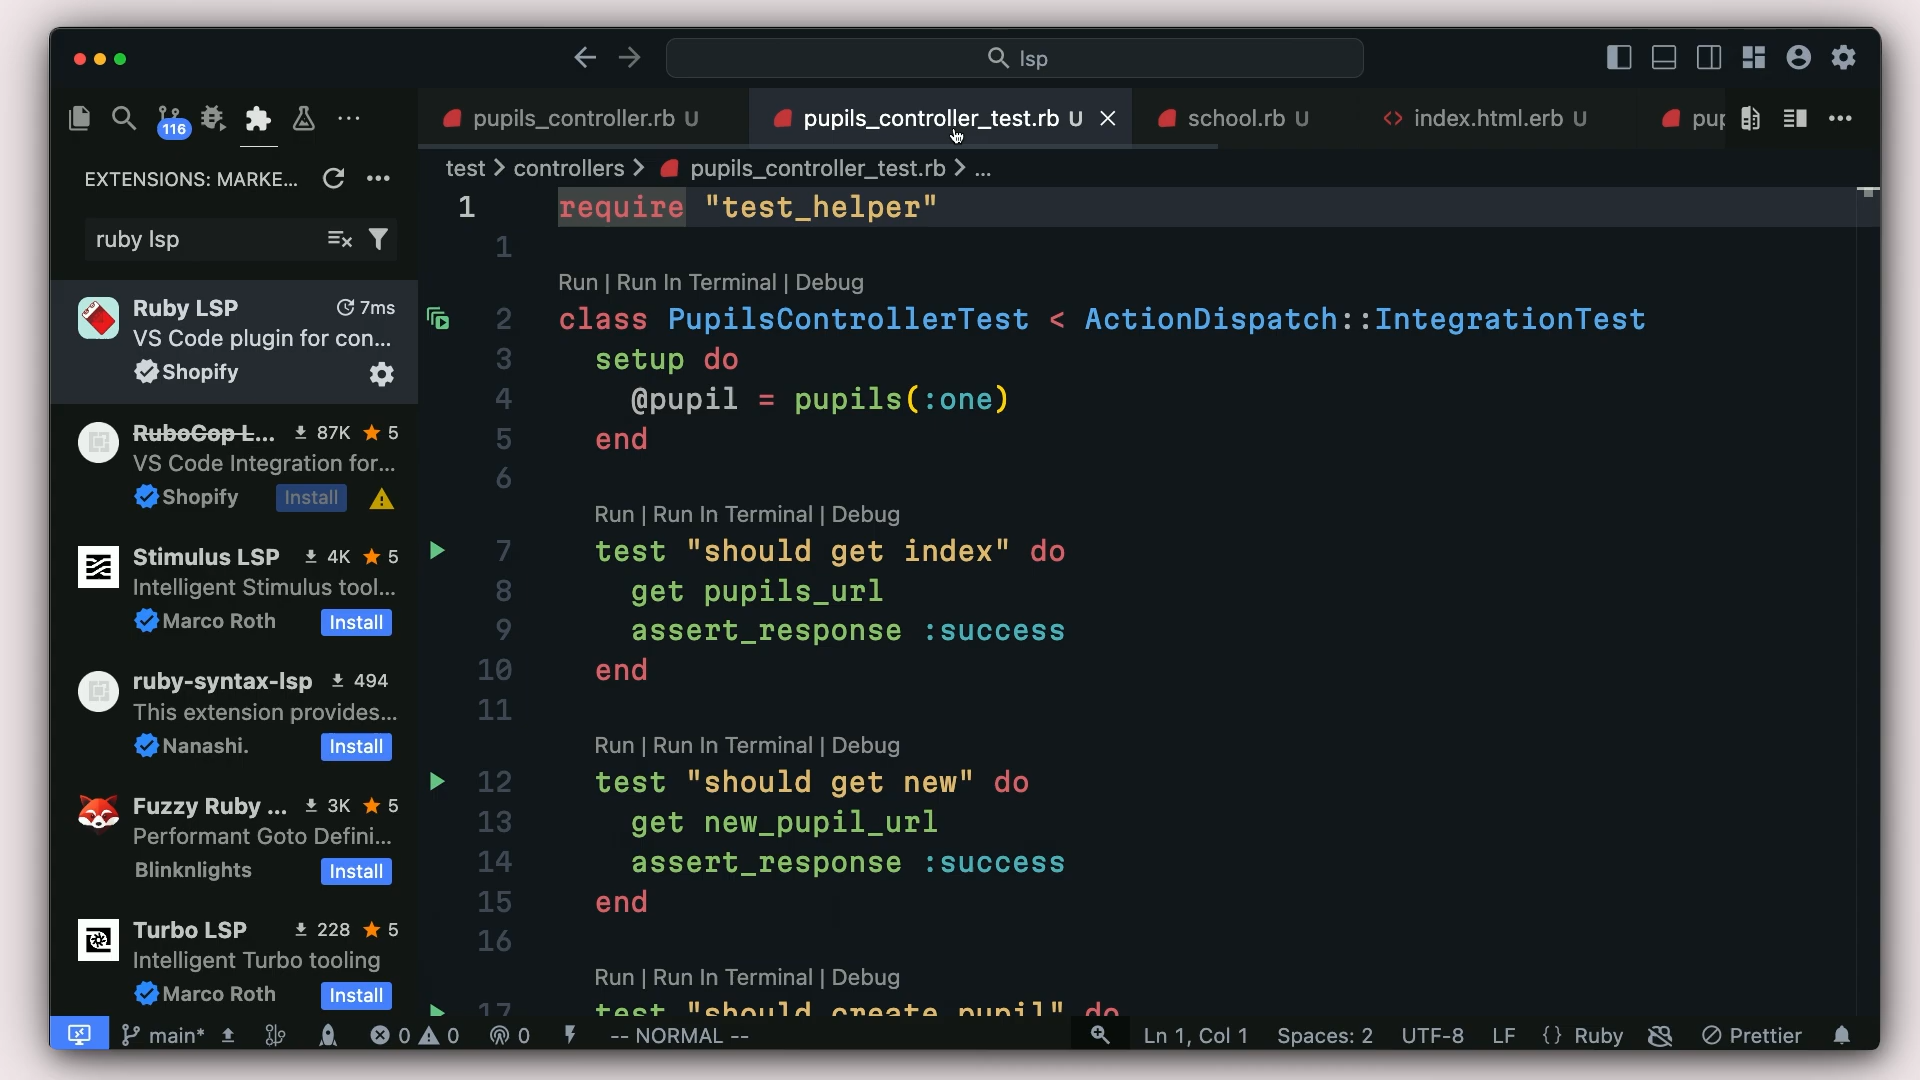 lsp
116
pupils_controller.rb U
pupils_controller_test.rb U
school.rb U
index.html.erb U
pup
EXTENSIONS: MARKE...
test > controllers > pupils_controller_test.rb > ...
ruby lsp
Ruby LSP 7ms
VS Code plugin for con...
Shopify
RuboCop L... 87K 5
VS Code Integration for...
Shopify Install
Stimulus LSP 4K 5
Intelligent Stimulus tool...
Marco Roth Install
ruby-syntax-lsp 494
This extension provides...
Nanashi. Install
Fuzzy Ruby ... 3K 5
Performant Goto Defini...
Blinknlights Install
Turbo LSP 228 5
Intelligent Turbo tooling
Marco Roth Install
1 require "test_helper"
1
Run | Run In Terminal | Debug
2 class PupilsControllerTest < ActionDispatch::IntegrationTest
3 setup do
4 @pupil = pupils(:one)
5 end
6
Run | Run In Terminal | Debug
7 test "should get index" do
8 get pupils_url
9 assert_response :success
10 end
11
Run | Run In Terminal | Debug
12 test "should get new" do
13 get new_pupil_url
14 assert_response :success
15 end
16
Run | Run In Terminal | Debug
17 test "should create pupil" do
main* 0 0 0 -- NORMAL -- Ln 1, Col 1 Spaces: 2 UTF-8 LF {} Ruby Prettier